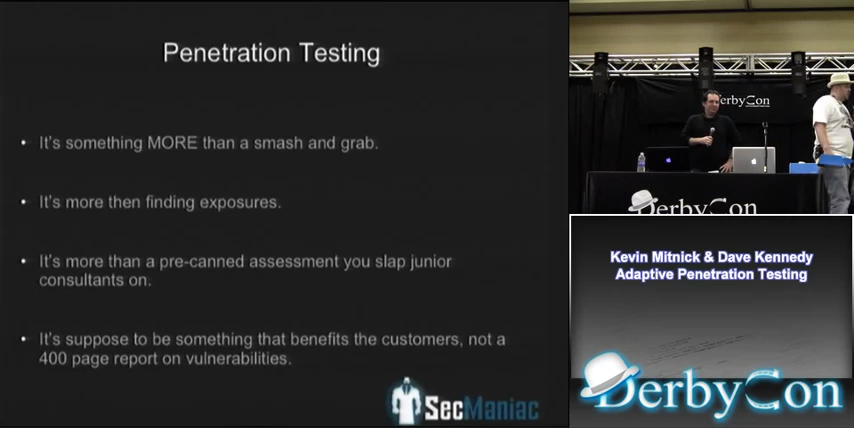 Penetration Testing
• It's something MORE than a smash and grab.
• It's more then finding exposures.
• It's more than a pre-canned assessment you slap junior
consultants on.
• It's suppose to be something that benefits the customers, not a
400 page report on vulnerabilities.
SecManiac
DerbyCon
DerbyCon
Kevin Mitnick & Dave Kennedy
Adaptive Penetration Testing
DerbyCon